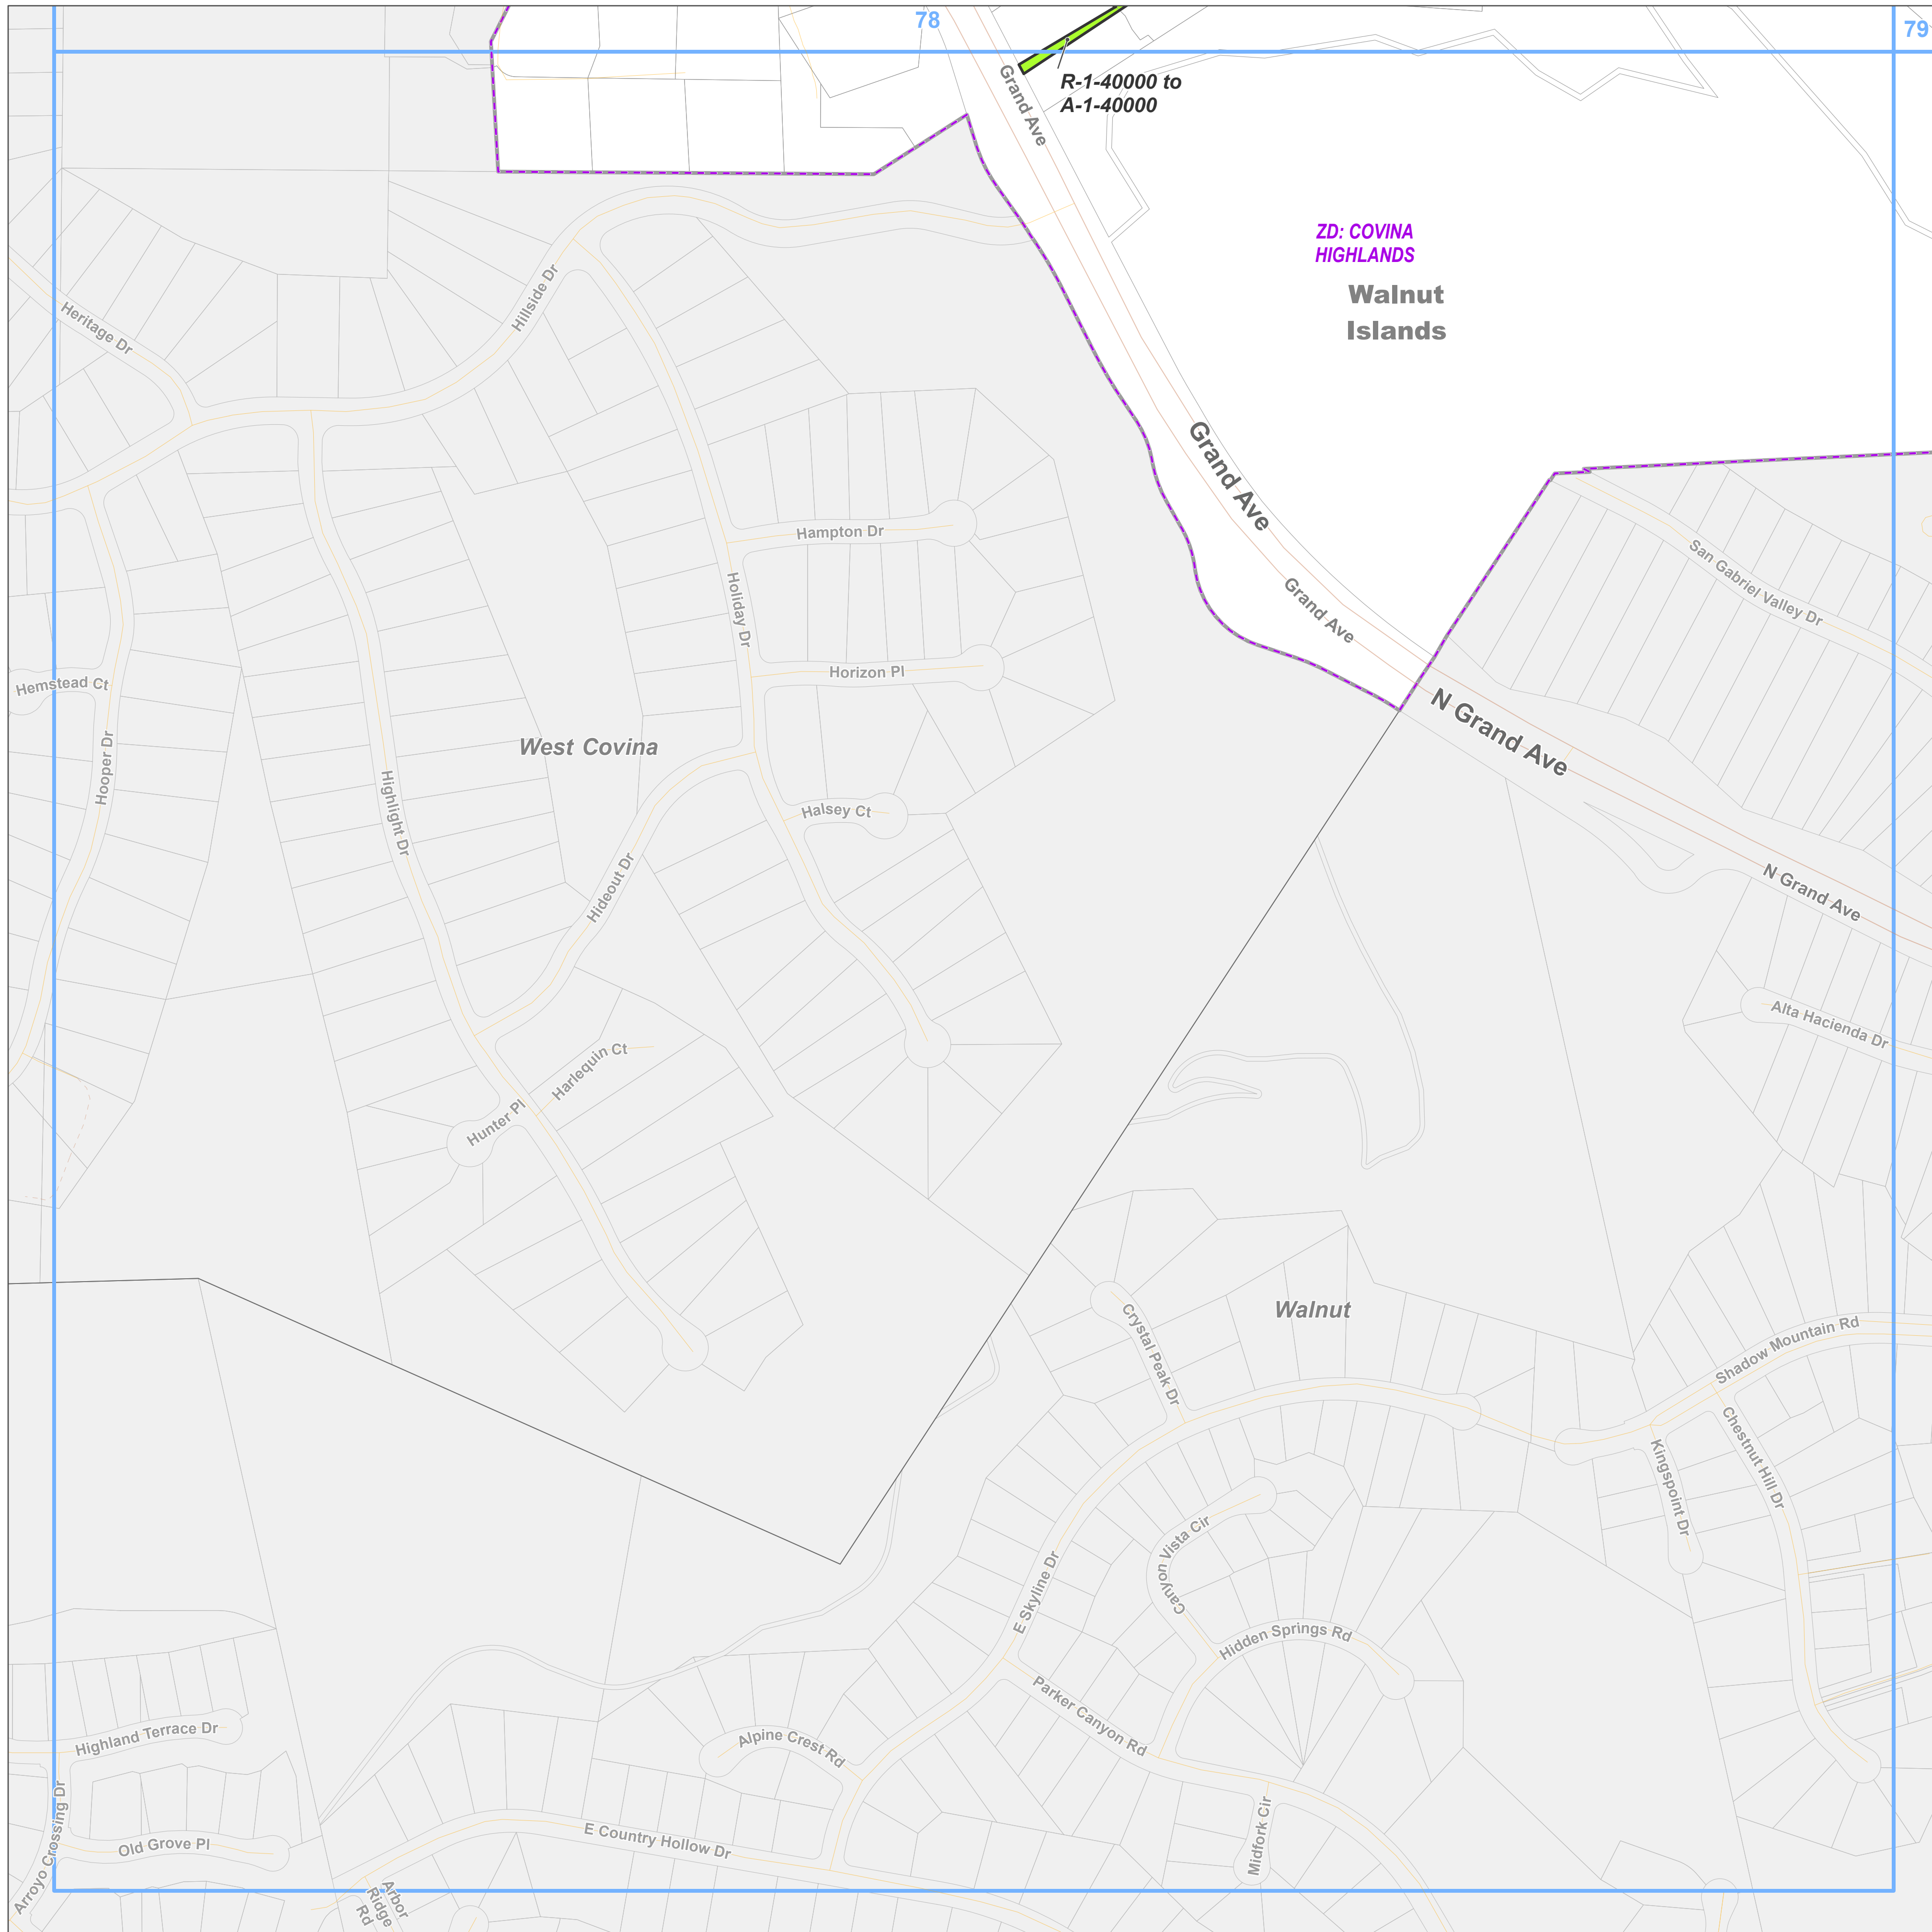 78
79
Grand Ave
R-1-40000 to
A-1-40000
ZD: COVINA
HIGHLANDS
Walnut
Islands
Hillside Dr
Heritage Dr
Grand Ave
Hampton Dr
San Gabriel Valley Dr
Holiday Dr
Grand Ave
Horizon Pl
Hemstead Ct
N Grand Ave
West Covina
Hooper Dr
Highlight Dr
Halsey Ct
Hideout Dr
N Grand Ave
Alta Hacienda Dr
Harlequin Ct
Hunter Pl
Walnut
Crystal Peak Dr
Shadow Mountain Rd
Chestnut Hill Dr
Kingspoint Dr
Canyon Vista Cir
E Skyline Dr
Hidden Springs Rd
Parker Canyon Rd
Highland Terrace Dr
Alpine Crest Rd
Arroyo Crossing Dr
Old Grove Pl
E Country Hollow Dr
Midfork Cir
Arbor
Ridge
Rd